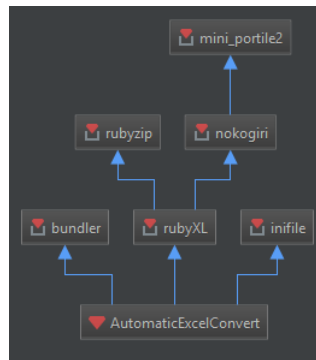 mini_portile2
rubyzip
nokogiri
bundler
rubyXL
inifile
AutomaticExcelConvert